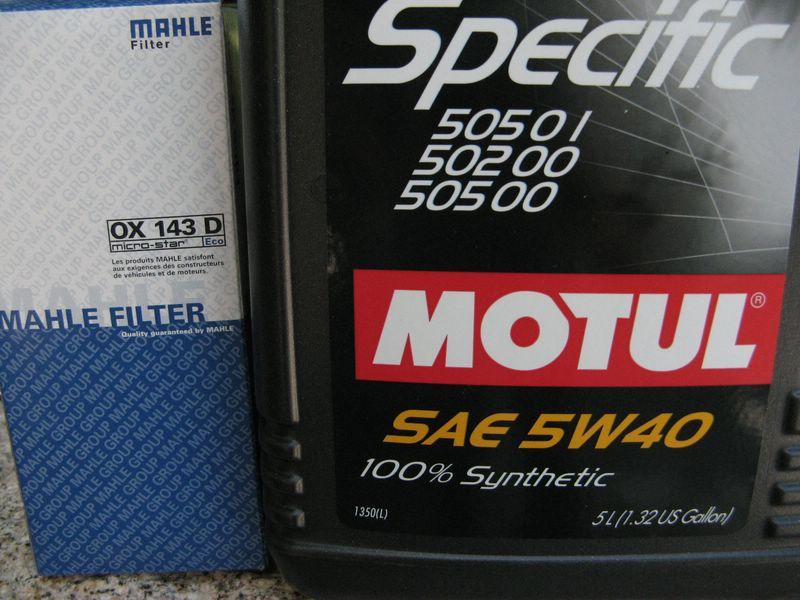 MAHLE
Filter
OX 143 D
micro-star
Eco
Les produits MAHLE satisfont
aux exigences des constructeurs
de véhicules et de moteurs.
MAHLE FILTER
Quality guaranteed by MAHLE
Specific
505 01
502 00
505 00
MOTUL®
SAE 5W40
100% Synthetic
1350(L)
5L (1.32 US Gallon)